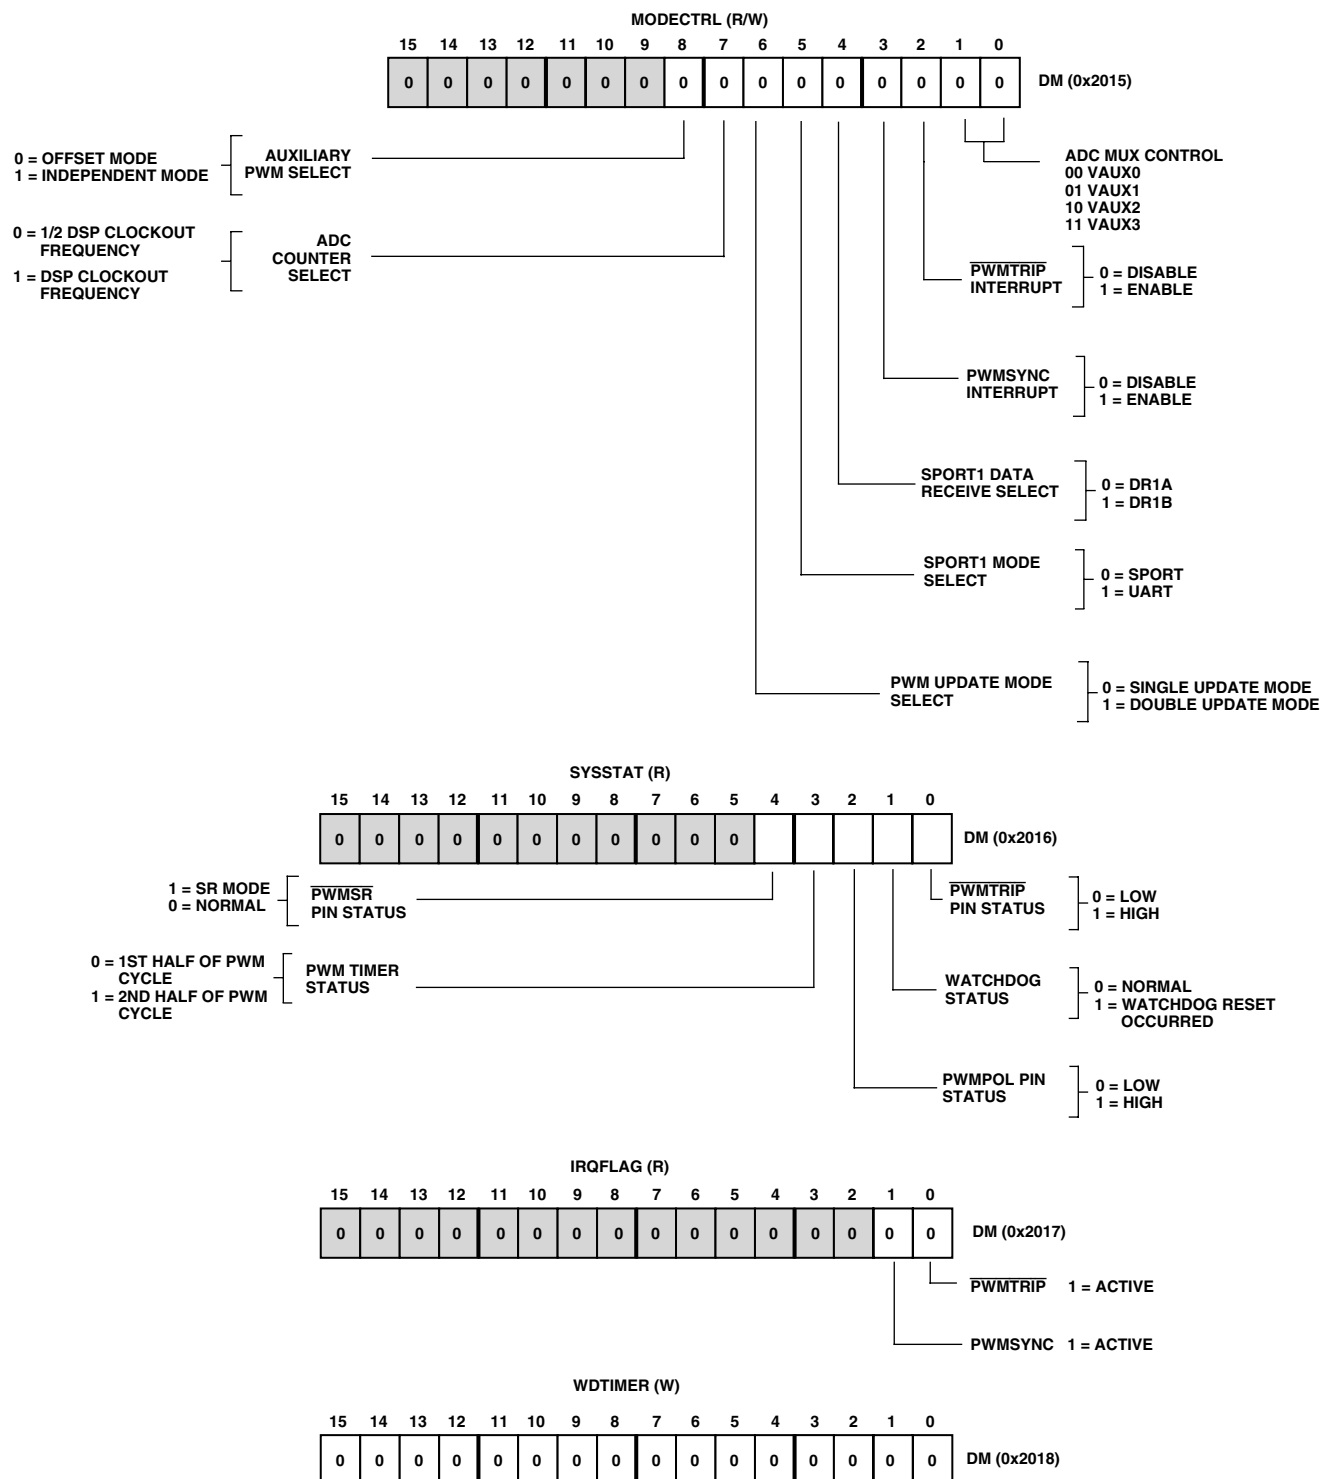 MODECTRL (R/W)
15 14 13 12 11 10 9 8 7 6 5 4 3 2 1 0
0 0 0 0 0 0 0 0 0 0 0 0 0 0 0 0
DM (0x2015)
0 = OFFSET MODE
1 = INDEPENDENT MODE
AUXILIARY
PWM SELECT
ADC MUX CONTROL
00 VAUX0
01 VAUX1
10 VAUX2
11 VAUX3
0 = 1/2 DSP CLOCKOUT
FREQUENCY
1 = DSP CLOCKOUT
FREQUENCY
ADC
COUNTER
SELECT
PWMTRIP
INTERRUPT
0 = DISABLE
1 = ENABLE
PWMSYNC
INTERRUPT
0 = DISABLE
1 = ENABLE
SPORT1 DATA
RECEIVE SELECT
0 = DR1A
1 = DR1B
SPORT1 MODE
SELECT
0 = SPORT
1 = UART
PWM UPDATE MODE
SELECT
0 = SINGLE UPDATE MODE
1 = DOUBLE UPDATE MODE
SYSSTAT (R)
15 14 13 12 11 10 9 8 7 6 5 4 3 2 1 0
0 0 0 0 0 0 0 0 0 0 0
DM (0x2016)
1 = SR MODE
0 = NORMAL
PWMSR
PIN STATUS
PWMTRIP
PIN STATUS
0 = LOW
1 = HIGH
0 = 1ST HALF OF PWM
CYCLE
1 = 2ND HALF OF PWM
CYCLE
PWM TIMER
STATUS
WATCHDOG
STATUS
0 = NORMAL
1 = WATCHDOG RESET
OCCURRED
PWMPOL PIN
STATUS
0 = LOW
1 = HIGH
IRQFLAG (R)
15 14 13 12 11 10 9 8 7 6 5 4 3 2 1 0
0 0 0 0 0 0 0 0 0 0 0 0 0 0 0 0
DM (0x2017)
PWMTRIP 1 = ACTIVE
PWMSYNC 1 = ACTIVE
WDTIMER (W)
15 14 13 12 11 10 9 8 7 6 5 4 3 2 1 0
0 0 0 0 0 0 0 0 0 0 0 0 0 0 0 0
DM (0x2018)